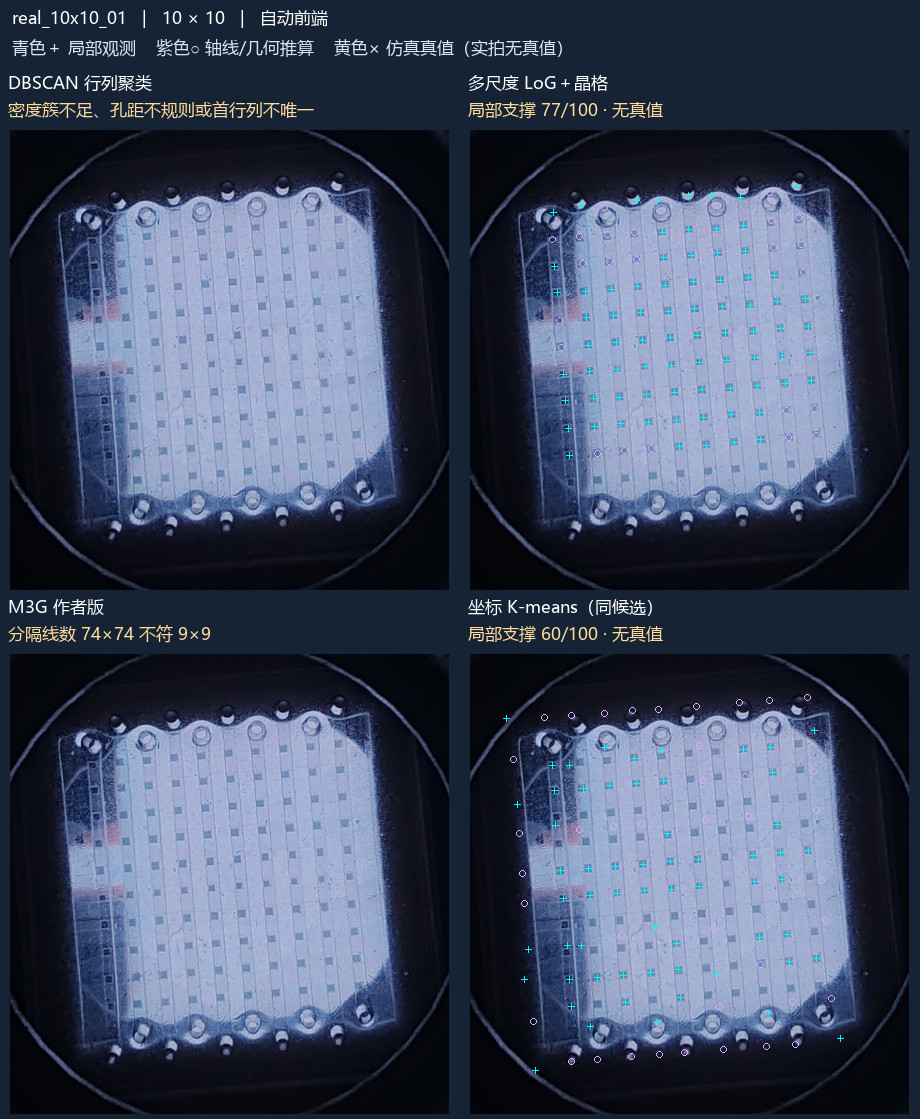 real_10x10_01 | 10 × 10 | 自动前端
青色+ 局部观测 紫色○ 轴线/几何推算 黄色× 仿真真值（实拍无真值）
DBSCAN 行列聚类
密度簇不足、孔距不规则或首行列不唯一
多尺度 LoG＋晶格
局部支撑 77/100 · 无真值
M3G 作者版
分隔线数 74×74 不符 9×9
坐标 K-means（同候选）
局部支撑 60/100 · 无真值